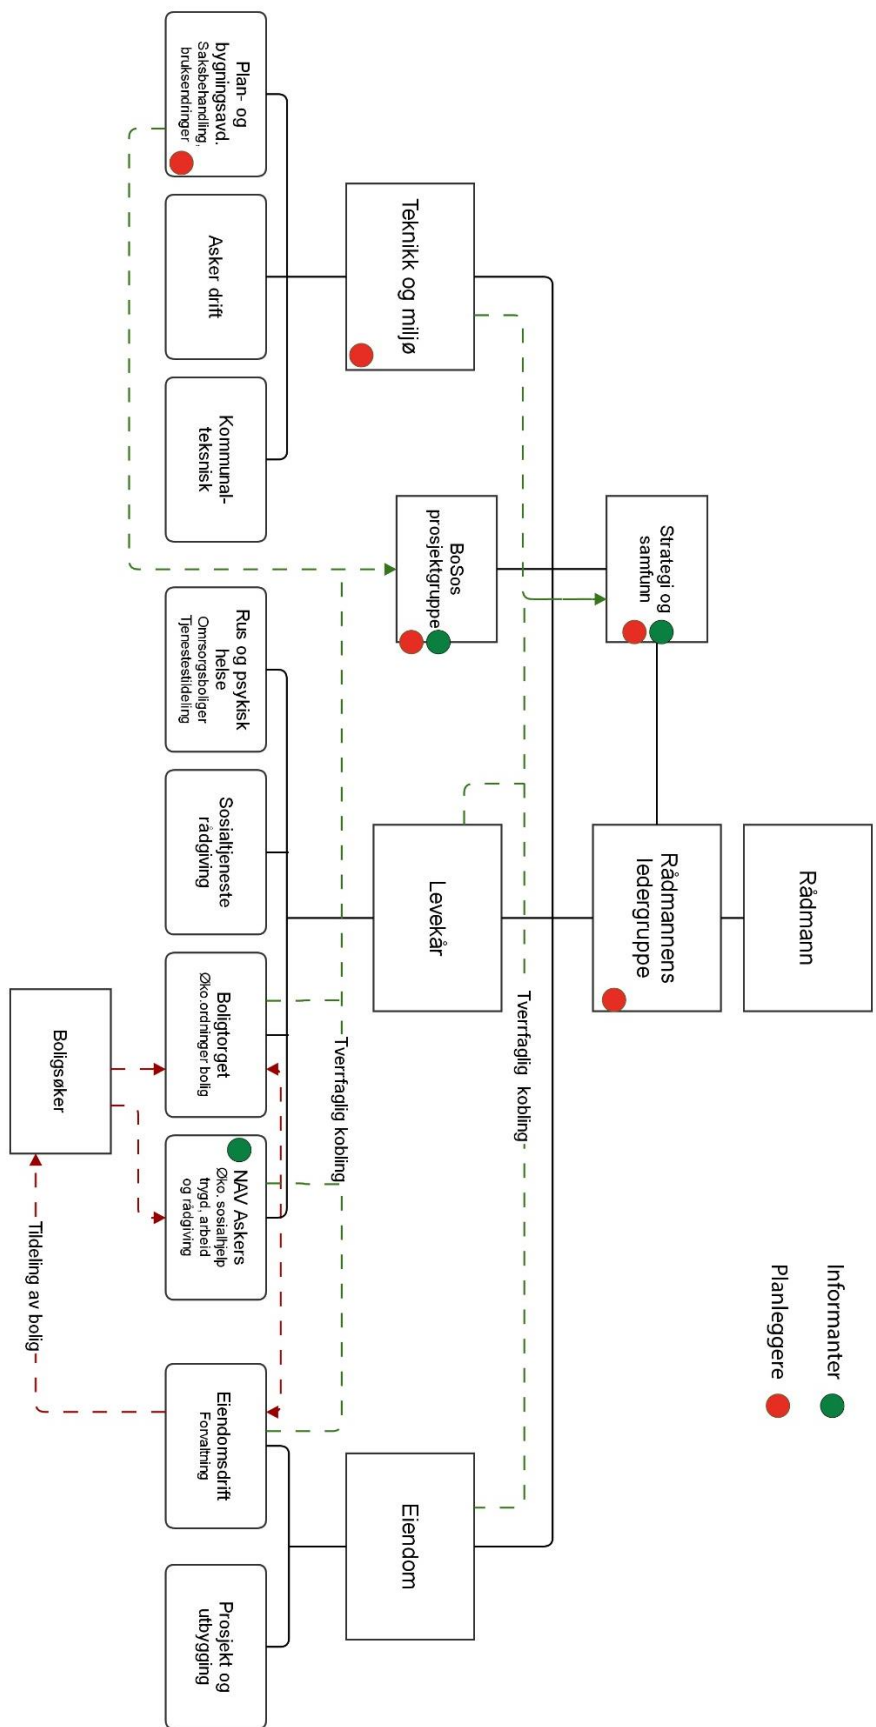 Rådmann
Informanter
Planleggere
Rådmannens
ledergruppe
Strategi og
samfunn
Tverrfaglig kobling
BoSos
prosjektgruppe
Teknikk og miljø
Levekår
Eiendom
Tverrfaglig kobling
Plan- og
bygningsavd.
Saksbehandling,
bruksendringer
Asker drift
Kommunal-
teksnisk
Rus og psykisk
helse
Omrsorgsboliger
Tjenestestildeling
Sosialtjeneste
rådgiving
Boligtorget
Øko.ordninger bolig
NAV Askers
Øko. sosialhjelp
trygd, arbeid
og rådgiving
Eiendomsdrift
Forvaltning
Prosjekt og
utbygging
Boligsøker
Tildeling av bolig